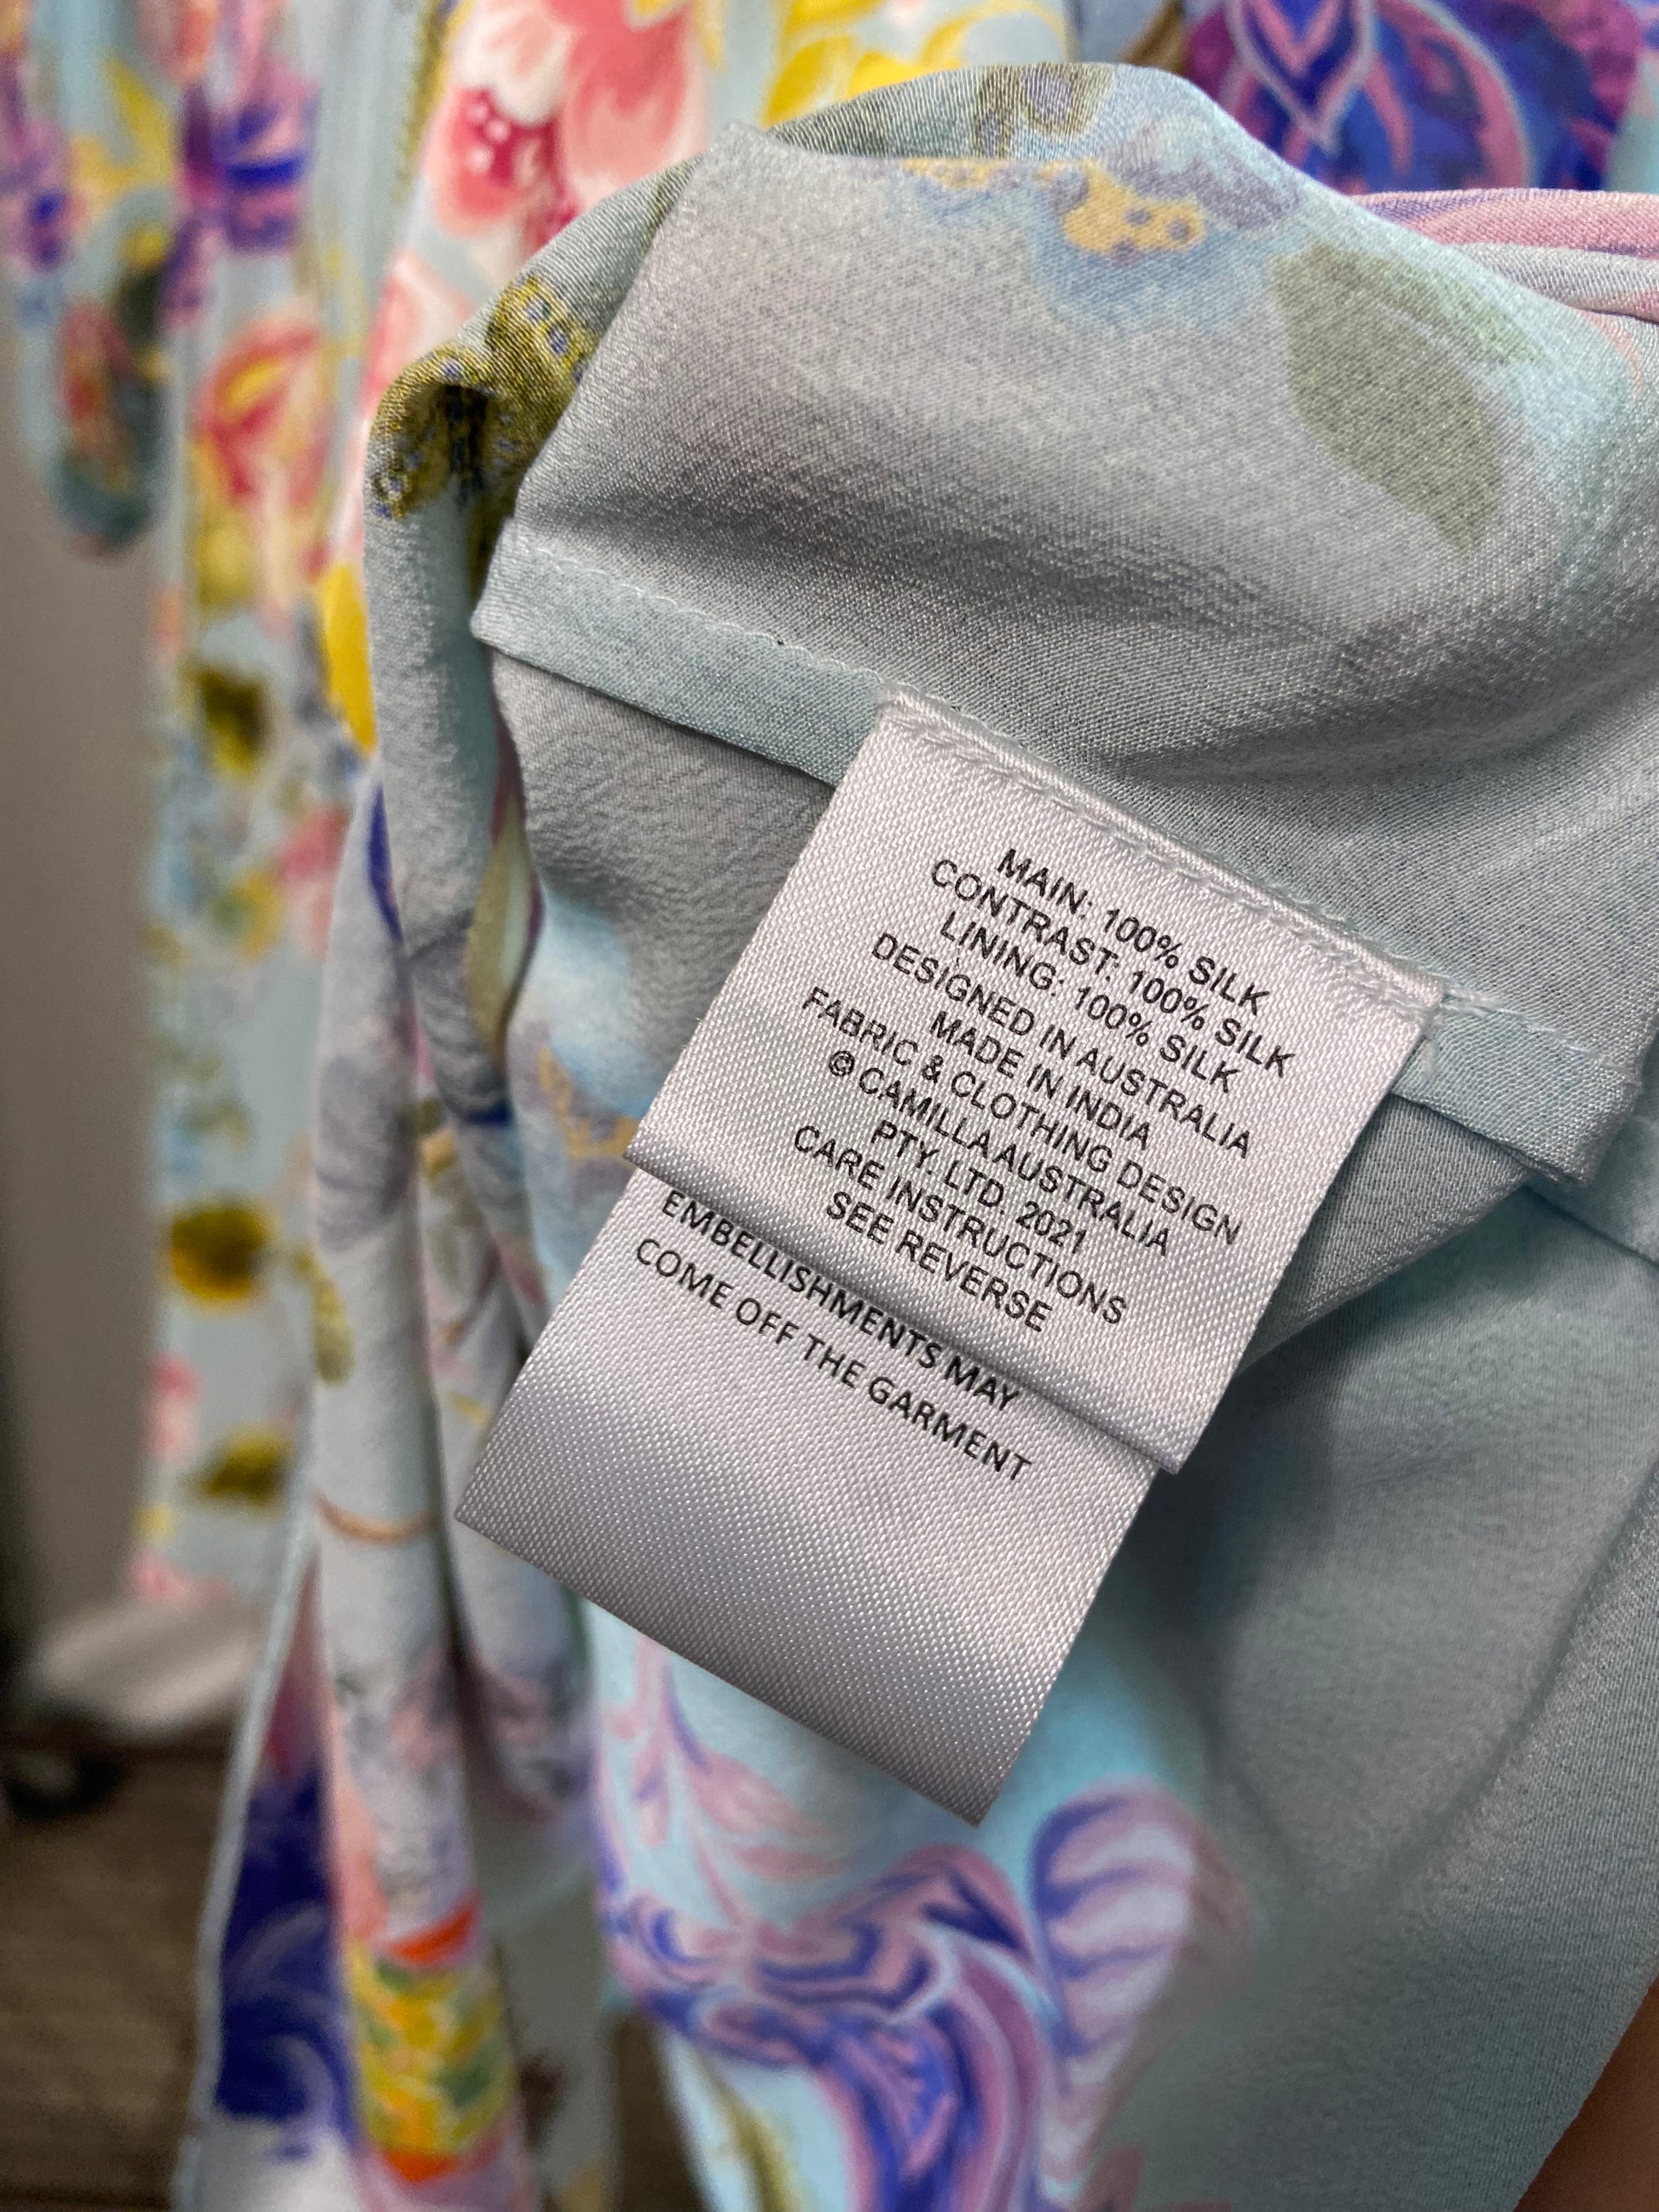 MAIN: 100% SILK
CONTRAST: 100% SILK
LINING: 100% SILK
DESIGNED IN AUSTRALIA
MADE IN INDIA
FABRIC & CLOTHING DESIGN
© CAMILLA AUSTRALIA
PTY. LTD. 2021
CARE INSTRUCTIONS
SEE REVERSE
EMBELLISHMENTS MAY
COME OFF THE GARMENT